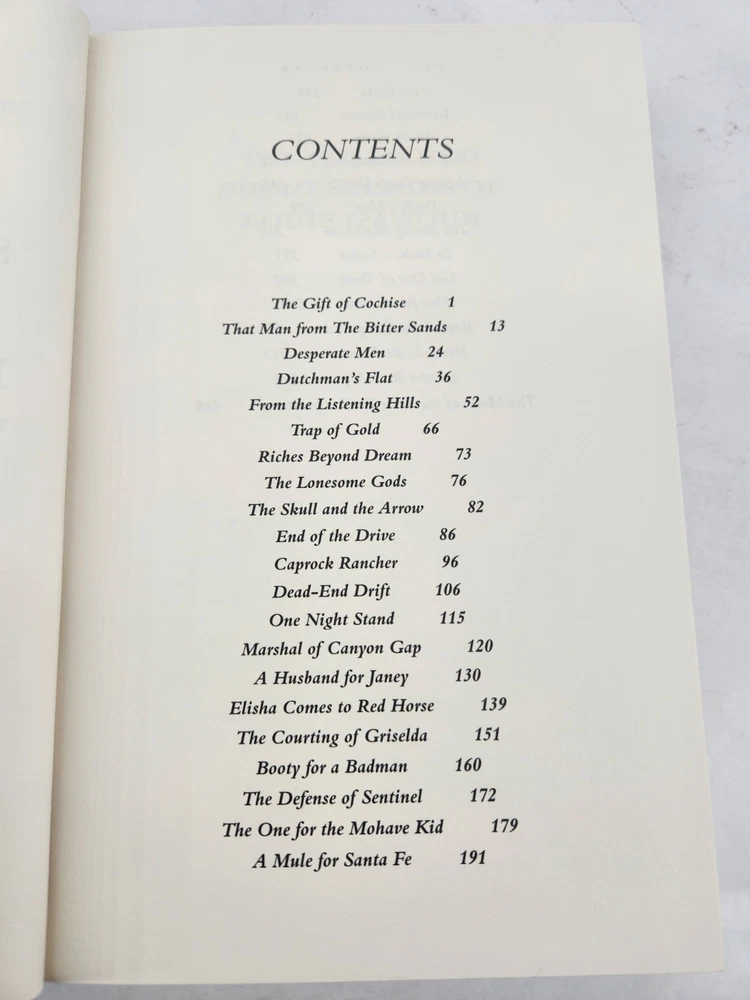 CONTENTS
The Gift of Cochise 1
That Man from The Bitter Sands 13
Desperate Men 24
Dutchman's Flat 36
From the Listening Hills 52
Trap of Gold 66
Riches Beyond Dream 73
The Lonesome Gods 76
The Skull and the Arrow 82
End of the Drive 86
Caprock Rancher 96
Dead-End Drift 106
One Night Stand 115
Marshal of Canyon Gap 120
A Husband for Janey 130
Elisha Comes to Red Horse 139
The Courting of Griselda 151
Booty for a Badman 160
The Defense of Sentinel 172
The One for the Mohave Kid 179
A Mule for Santa Fe 191